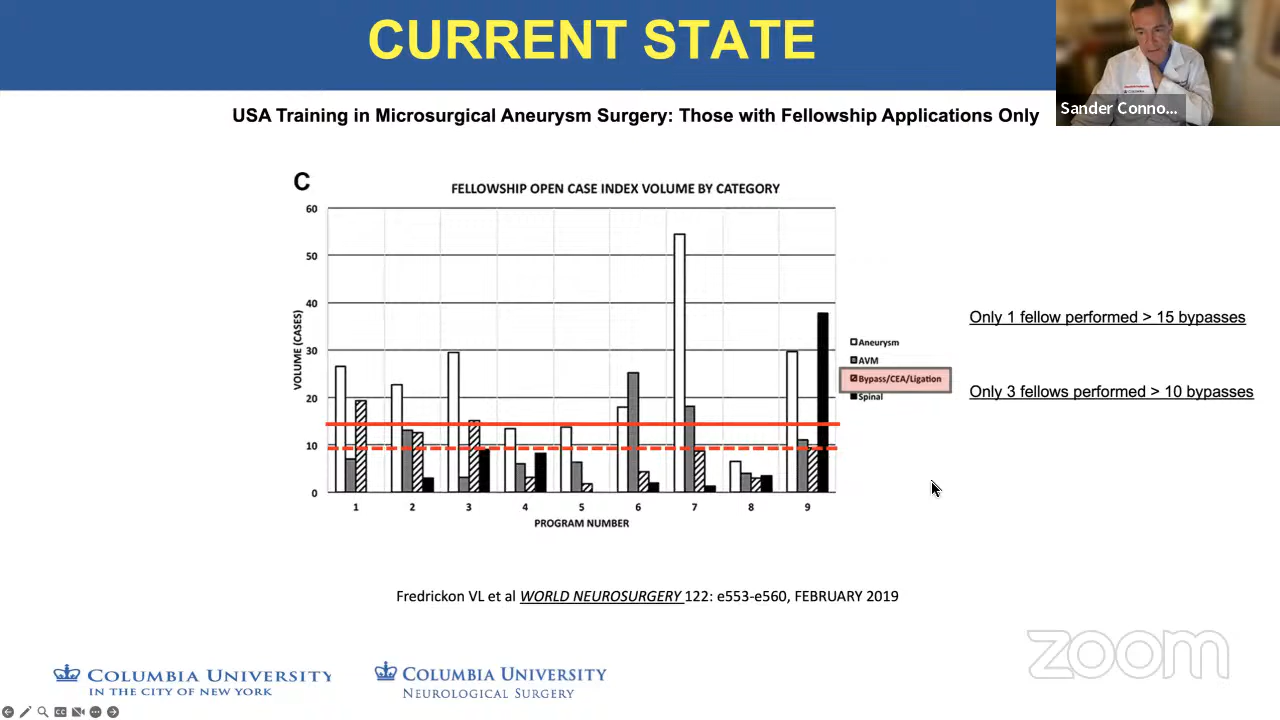 CURRENT STATE
Sander Conno...
USA Training in Microsurgical Aneurysm Surgery: Those with Fellowship Applications Only
C
FELLOWSHIP OPEN CASE INDEX VOLUME BY CATEGORY
60
50
40
30
20
10
0
VOLUME (CASES)
1 2 3 4 5 6 7 8 9
PROGRAM NUMBER
Aneurysm
AVM
Bypass/CEA/Ligation
Spinal
Only 1 fellow performed > 15 bypasses
Only 3 fellows performed > 10 bypasses
Fredrickon VL et al WORLD NEUROSURGERY 122: e553-e560, FEBRUARY 2019
zoom
COLUMBIA UNIVERSITY
IN THE CITY OF NEW YORK
COLUMBIA UNIVERSITY
NEUROLOGICAL SURGERY